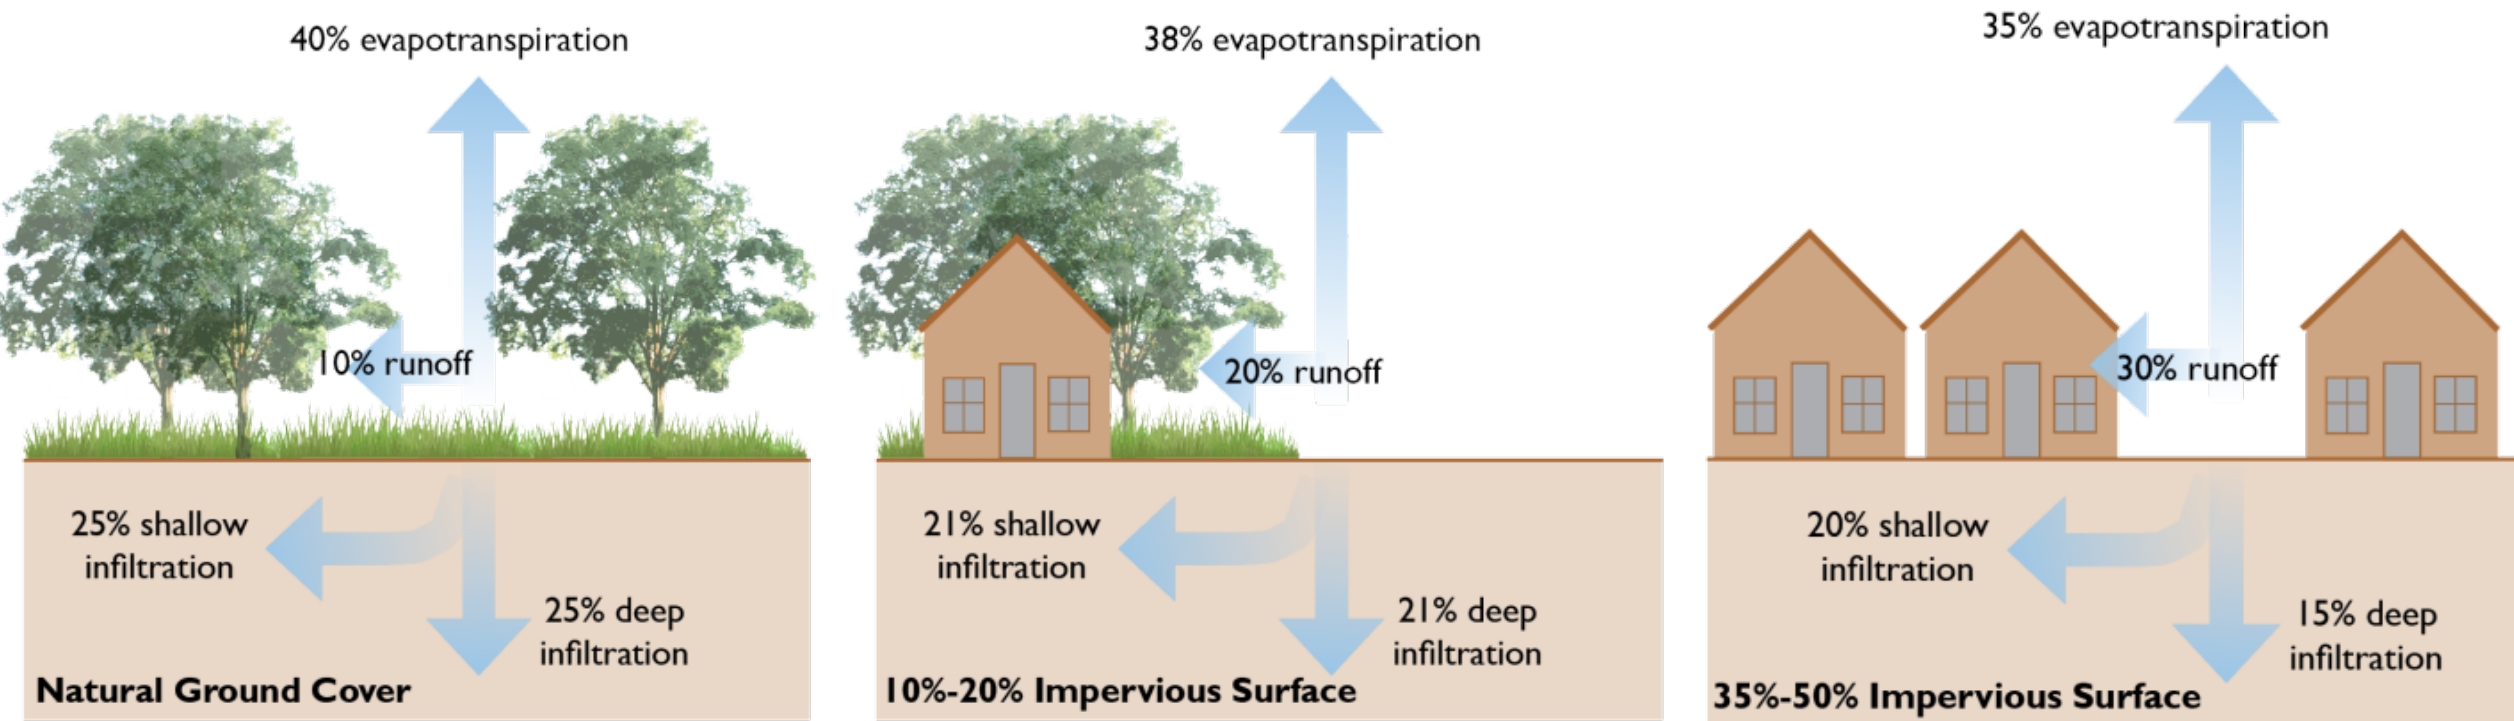 40% evapotranspiration
10% runoff
25% shallow
infiltration
25% deep
infiltration
Natural Ground Cover
38% evapotranspiration
20% runoff
21% shallow
infiltration
21% deep
infiltration
10%-20% Impervious Surface
35% evapotranspiration
30% runoff
20% shallow
infiltration
15% deep
infiltration
35%-50% Impervious Surface